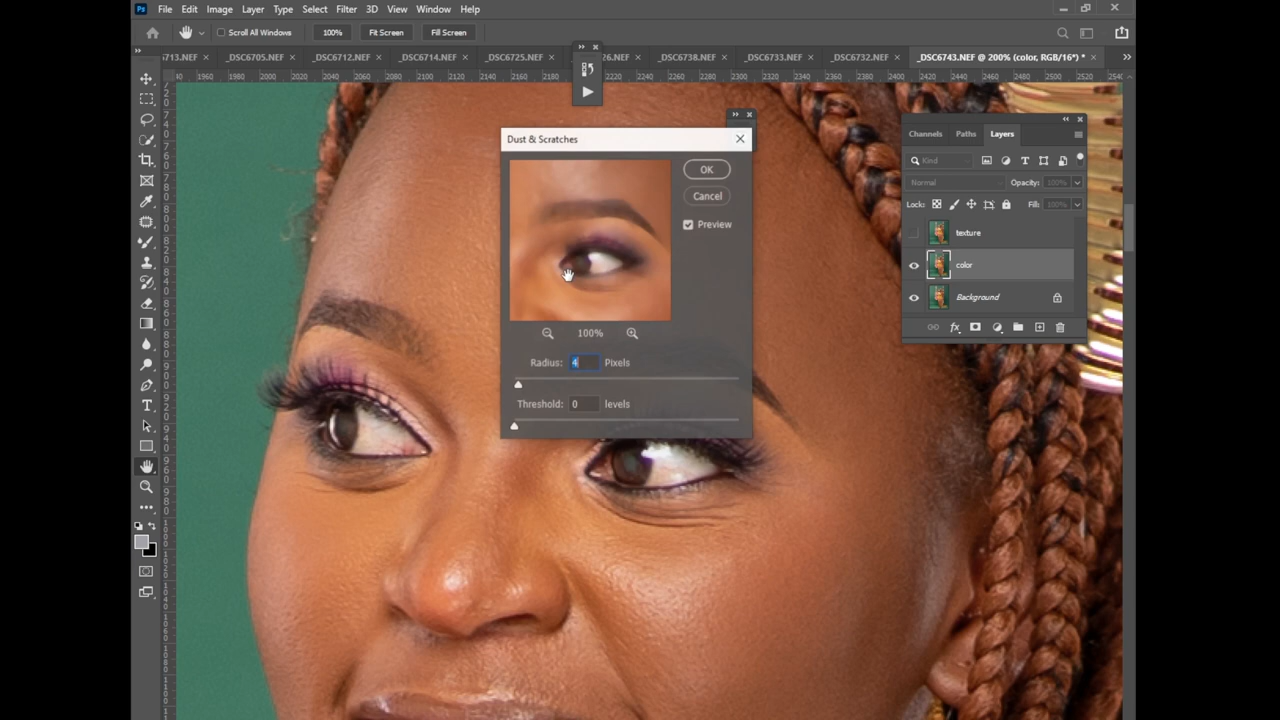 Ps File Edit Image Layer Type Select Filter 3D View Window Help
Scroll All Windows 100% Fit Screen Fill Screen
713.NEF × _DSC6705.NEF × _DSC6712.NEF × _DSC6714.NEF × _DSC6725.NEF × 26.NEF × _DSC6738.NEF × _DSC6733.NEF × _DSC6732.NEF × _DSC6743.NEF @ 200% (color, RGB/16*) * ×
1960 1980 2000 2020 2040 2060 2080 2100 2120 2140 2160 2180 2220 2240 2260 2280 2300 2320 2340 2360 2380 2400 2420 2440 2460 2480 2500 2520
Dust & Scratches
OK
Cancel
Preview
100%
Radius: 4 Pixels
Threshold: 0 levels
Channels Paths Layers
Kind
Normal Opacity: 100%
Lock: Fill: 100%
texture
color
Background